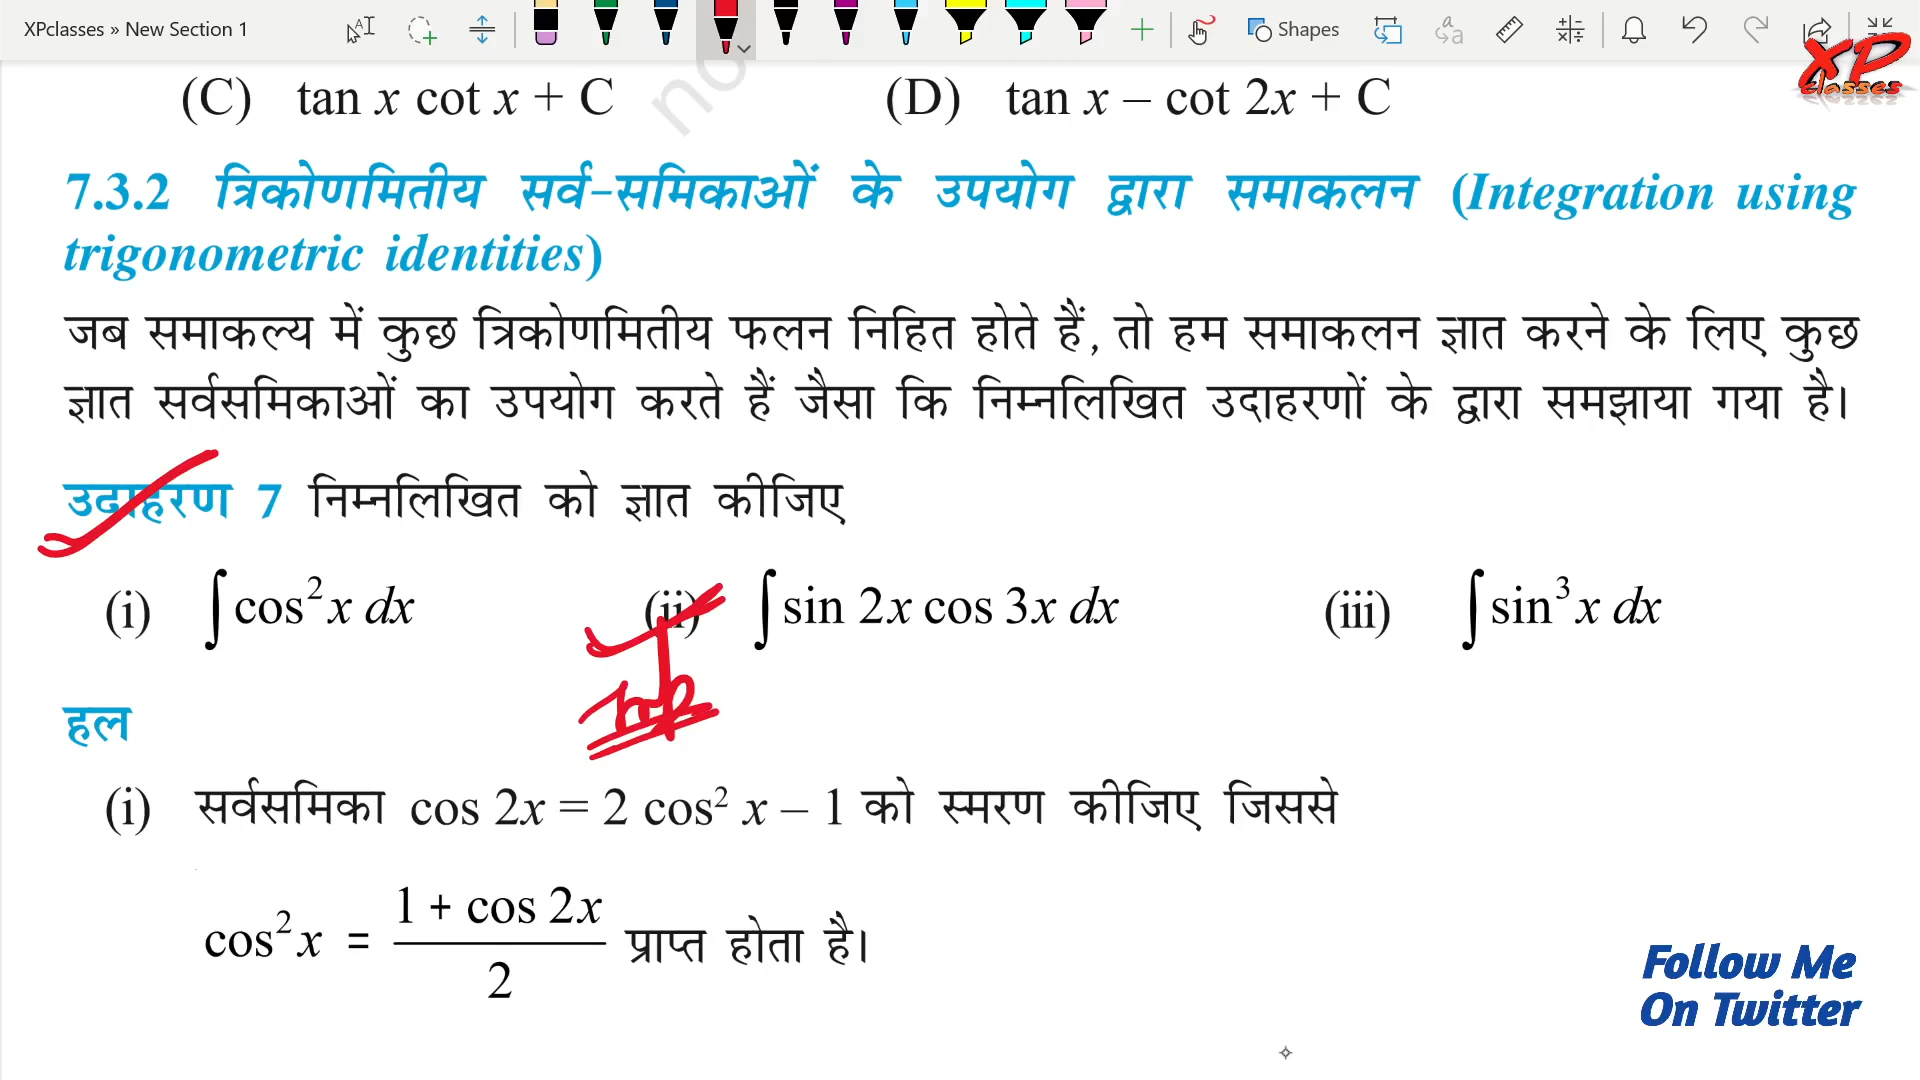 XPclasses » New Section 1
Shapes
XP
classes
(C) tan x cot x + C (D) tan x – cot 2x + C
7.3.2 त्रिकोणमितीय सर्व-समिकाओं के उपयोग द्वारा समाकलन (Integration using
trigonometric identities)
जब समाकल्य में कुछ त्रिकोणमितीय फलन निहित होते हैं, तो हम समाकलन ज्ञात करने के लिए कुछ
ज्ञात सर्वसमिकाओं का उपयोग करते हैं जैसा कि निम्नलिखित उदाहरणों के द्वारा समझाया गया है।
उदाहरण 7 निम्नलिखित को ज्ञात कीजिए
(i) ∫cos²x dx (ii) ∫sin 2x cos 3x dx (iii) ∫sin³x dx
हल
(i) सर्वसमिका cos 2x = 2 cos² x – 1 को स्मरण कीजिए जिससे
cos²x = (1 + cos 2x)/2 प्राप्त होता है।
Follow Me
On Twitter